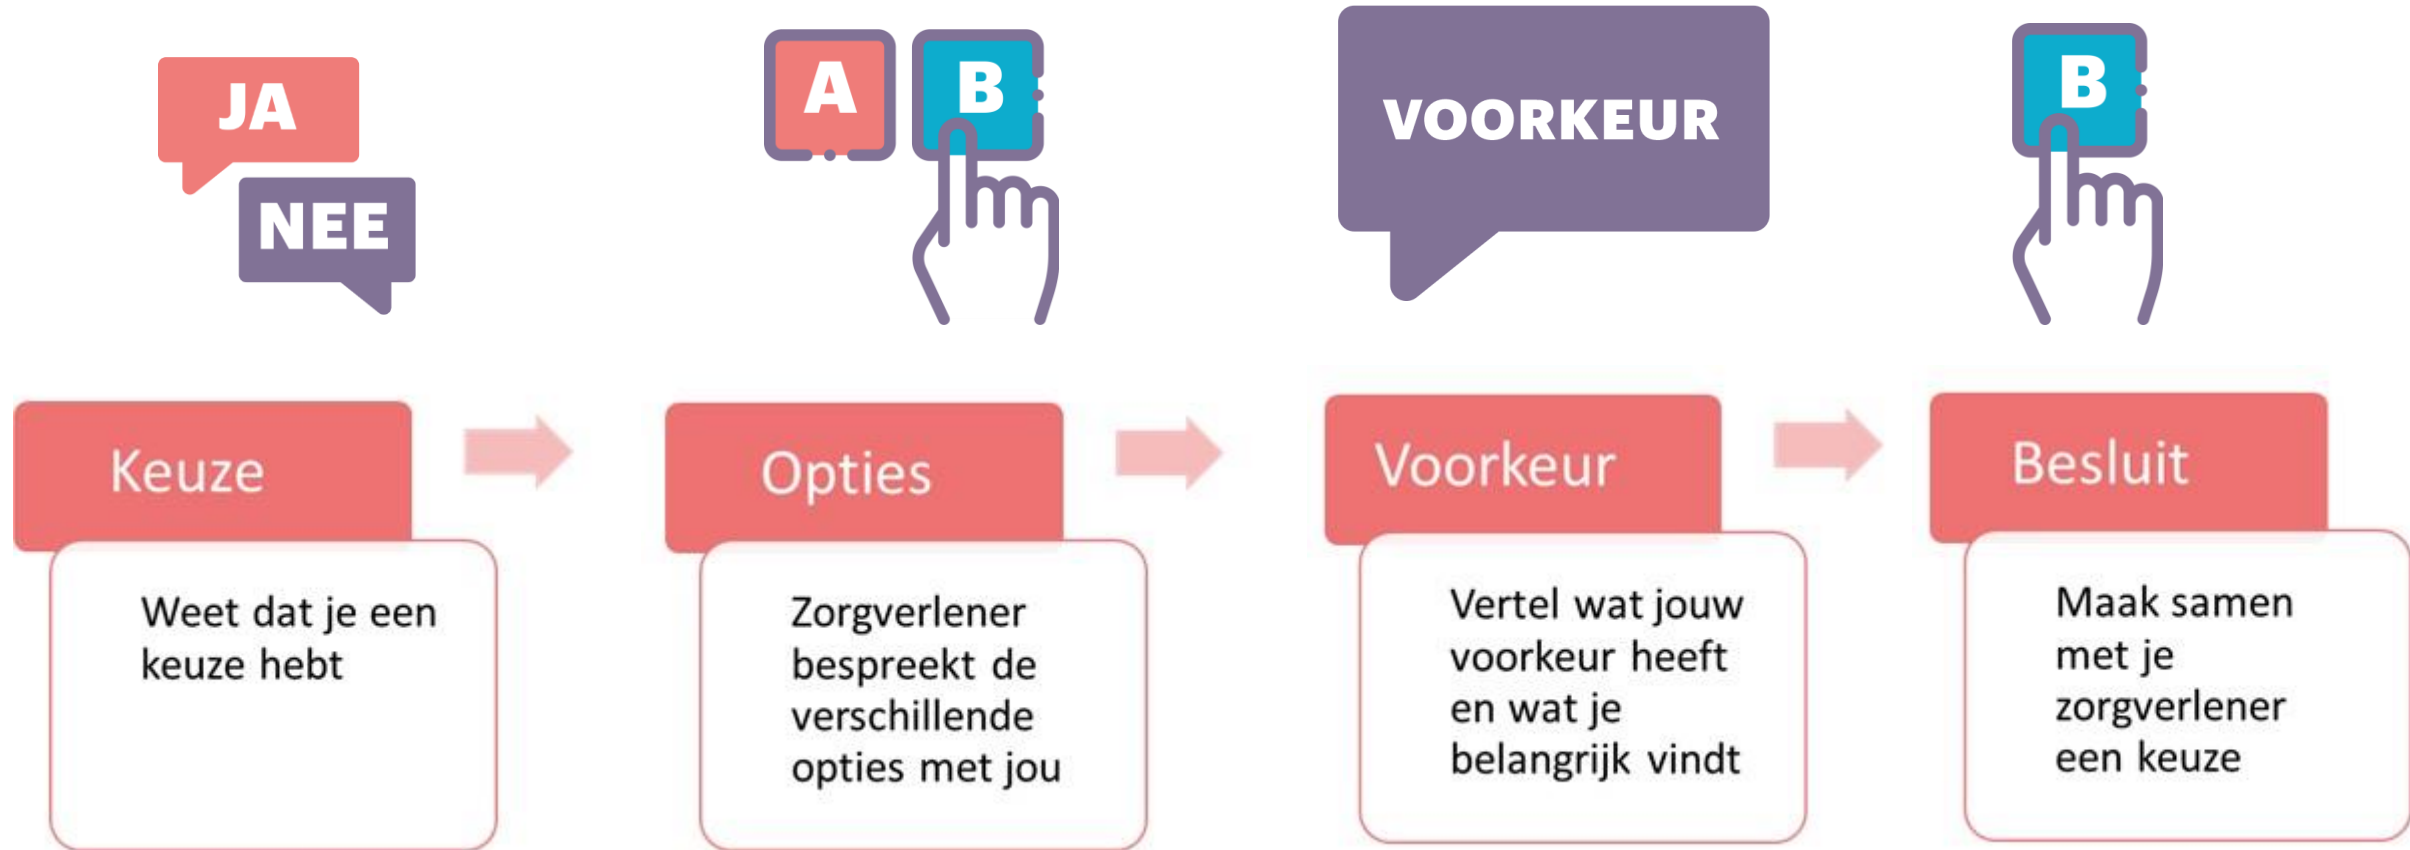 JA
NEE
A
B
VOORKEUR
B
Keuze
Weet dat je een
keuze hebt
Opties
Zorgverlener
bespreekt de
verschillende
opties met jou
Voorkeur
Vertel wat jouw
voorkeur heeft
en wat je
belangrijk vindt
Besluit
Maak samen
met je
zorgverlener
een keuze